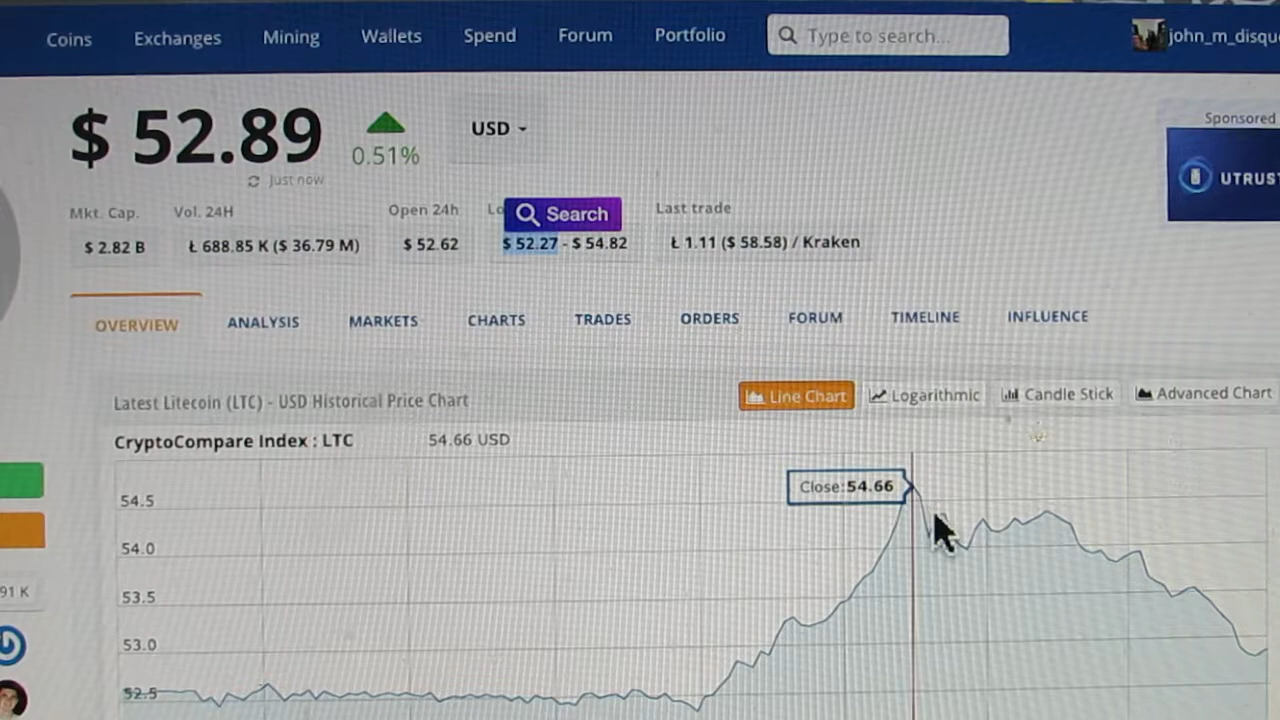 Coins Exchanges Mining Wallets Spend Forum Portfolio Type to search... john_m_disqu
$ 52.89 USD
0.51%
Just now
Sponsored
UTRUST
Mkt. Cap. Vol. 24H Open 24h Lo Search Last trade
$ 2.82 B Ł 688.85 K ($ 36.79 M) $ 52.62 $ 52.27 - $ 54.82 Ł 1.11 ($ 58.58) / Kraken
OVERVIEW ANALYSIS MARKETS CHARTS TRADES ORDERS FORUM TIMELINE INFLUENCE
Latest Litecoin (LTC) - USD Historical Price Chart Line Chart Logarithmic Candle Stick Advanced Chart
CryptoCompare Index : LTC 54.66 USD
Close:54.66
54.5
54.0
53.5
91 K
53.0
52.5